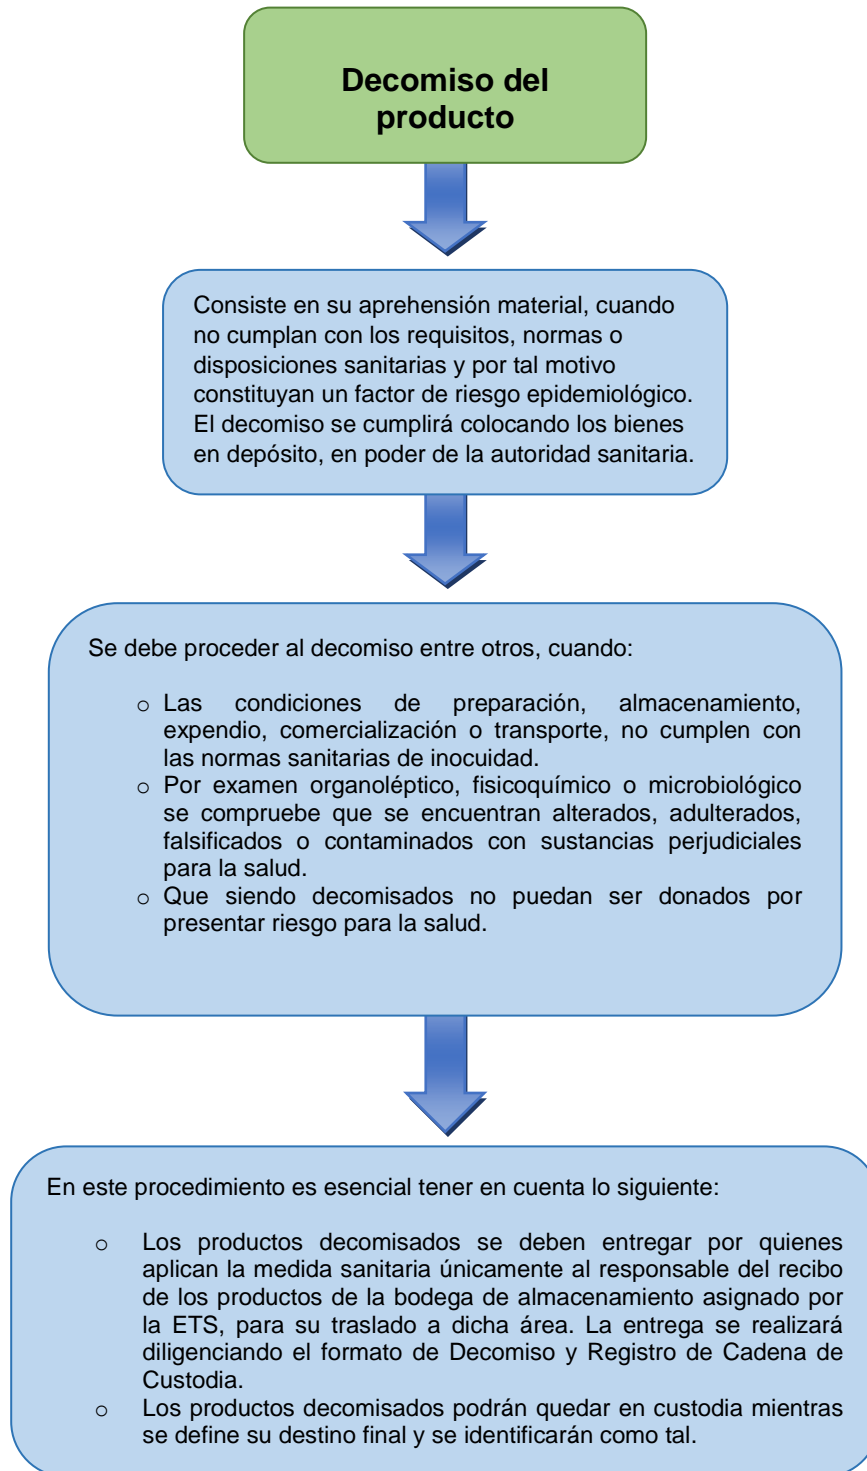 Decomiso del
producto
Consiste en su aprehensión material, cuando
no cumplan con los requisitos, normas o
disposiciones sanitarias y por tal motivo
constituyan un factor de riesgo epidemiológico.
El decomiso se cumplirá colocando los bienes
en depósito, en poder de la autoridad sanitaria.
Se debe proceder al decomiso entre otros, cuando:
o Las condiciones de preparación, almacenamiento,
expendio, comercialización o transporte, no cumplen con
las normas sanitarias de inocuidad.
o Por examen organoléptico, fisicoquímico o microbiológico
se compruebe que se encuentran alterados, adulterados,
falsificados o contaminados con sustancias perjudiciales
para la salud.
o Que siendo decomisados no puedan ser donados por
presentar riesgo para la salud.
En este procedimiento es esencial tener en cuenta lo siguiente:
o Los productos decomisados se deben entregar por quienes
aplican la medida sanitaria únicamente al responsable del recibo
de los productos de la bodega de almacenamiento asignado por
la ETS, para su traslado a dicha área. La entrega se realizará
diligenciando el formato de Decomiso y Registro de Cadena de
Custodia.
o Los productos decomisados podrán quedar en custodia mientras
se define su destino final y se identificarán como tal.